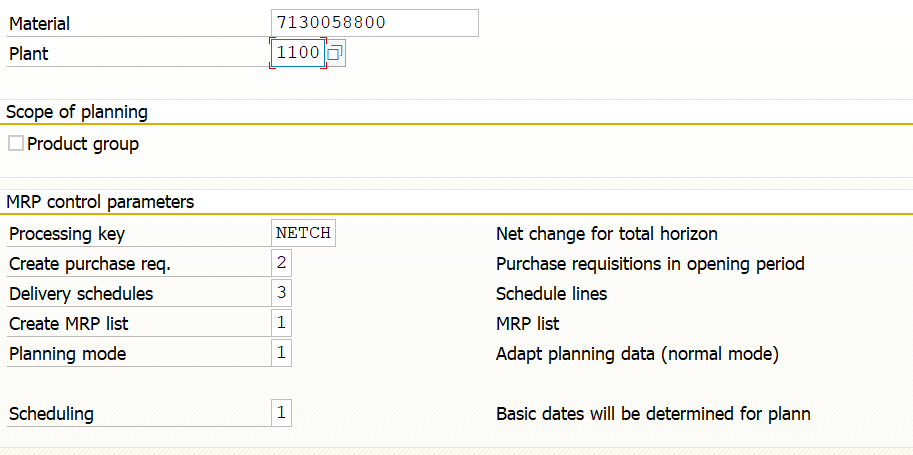 Material 7130058800
Plant 1100
Scope of planning
Product group
MRP control parameters
Processing key NETCH Net change for total horizon
Create purchase req. 2 Purchase requisitions in opening period
Delivery schedules 3 Schedule lines
Create MRP list 1 MRP list
Planning mode 1 Adapt planning data (normal mode)
Scheduling 1 Basic dates will be determined for plann